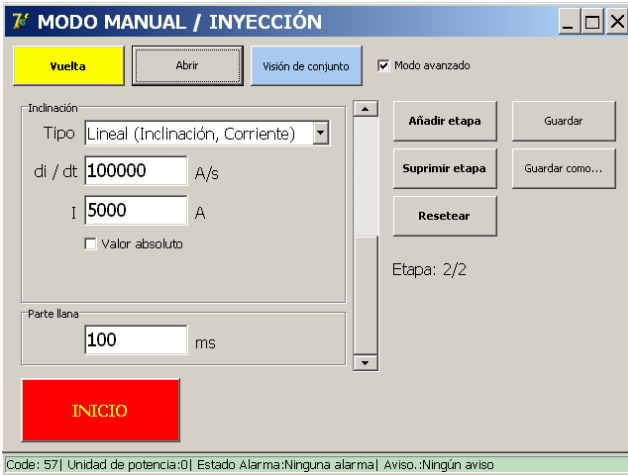 MODO MANUAL / INYECCIÓN
Vuelta
Abrir
Visión de conjunto
Modo avanzado
Inclinación
Tipo Lineal (Inclinación, Corriente)
di / dt 100000 A/s
I 5000 A
Valor absoluto
Parte llana
100 ms
Añadir etapa
Guardar
Suprimir etapa
Guardar como...
Resetear
Etapa: 2/2
INICIO
Code: 57| Unidad de potencia:0| Estado Alarma:Ninguna alarma| Aviso.:Ningún aviso